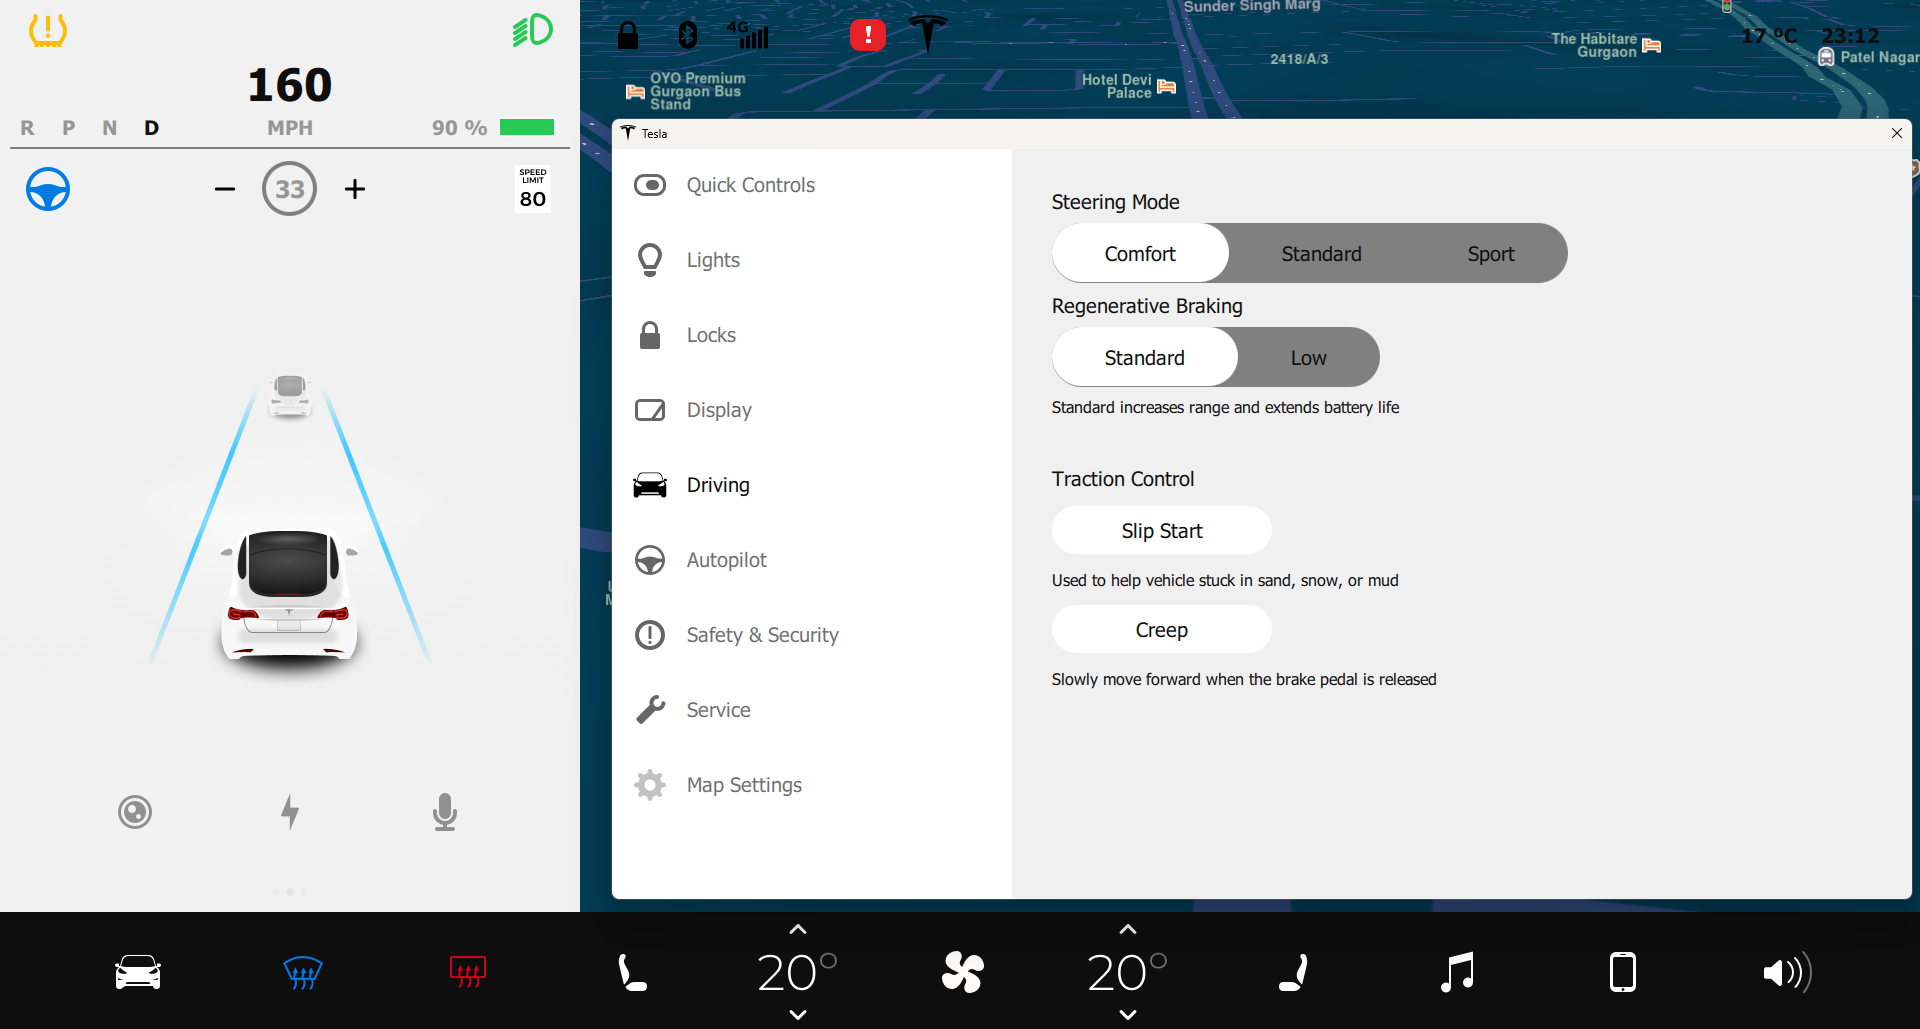 160
R P N D
MPH
90 %
33
SPEED
LIMIT
80
4G
Sunder Singh Marg
2418/A/3
The Habitare
Gurgaon
17 ºC
23:12
Patel Nagar
OYO Premium
Gurgaon Bus
Stand
Hotel Devi
Palace
Tesla
Quick Controls
Lights
Locks
Display
Driving
Autopilot
Safety & Security
Service
Map Settings
Steering Mode
Comfort Standard Sport
Regenerative Braking
Standard Low
Standard increases range and extends battery life
Traction Control
Slip Start
Used to help vehicle stuck in sand, snow, or mud
Creep
Slowly move forward when the brake pedal is released
20°
20°